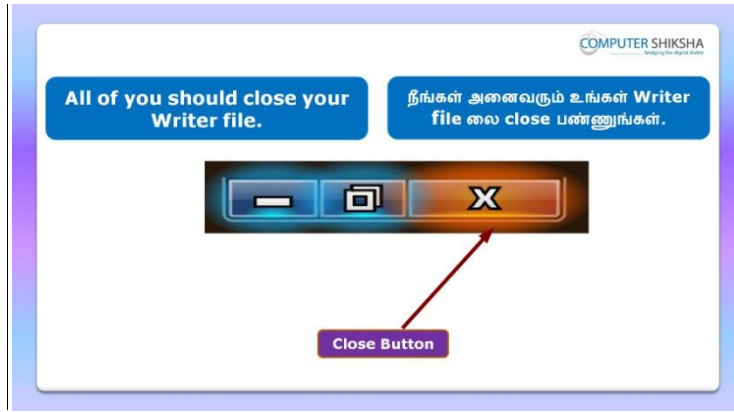 COMPUTER SHIKSHA
Bridging the digital divide
All of you should close your
Writer file.
நீங்கள் அனைவரும் உங்கள் Writer
file லை close பண்ணுங்கள்.
X
Close Button